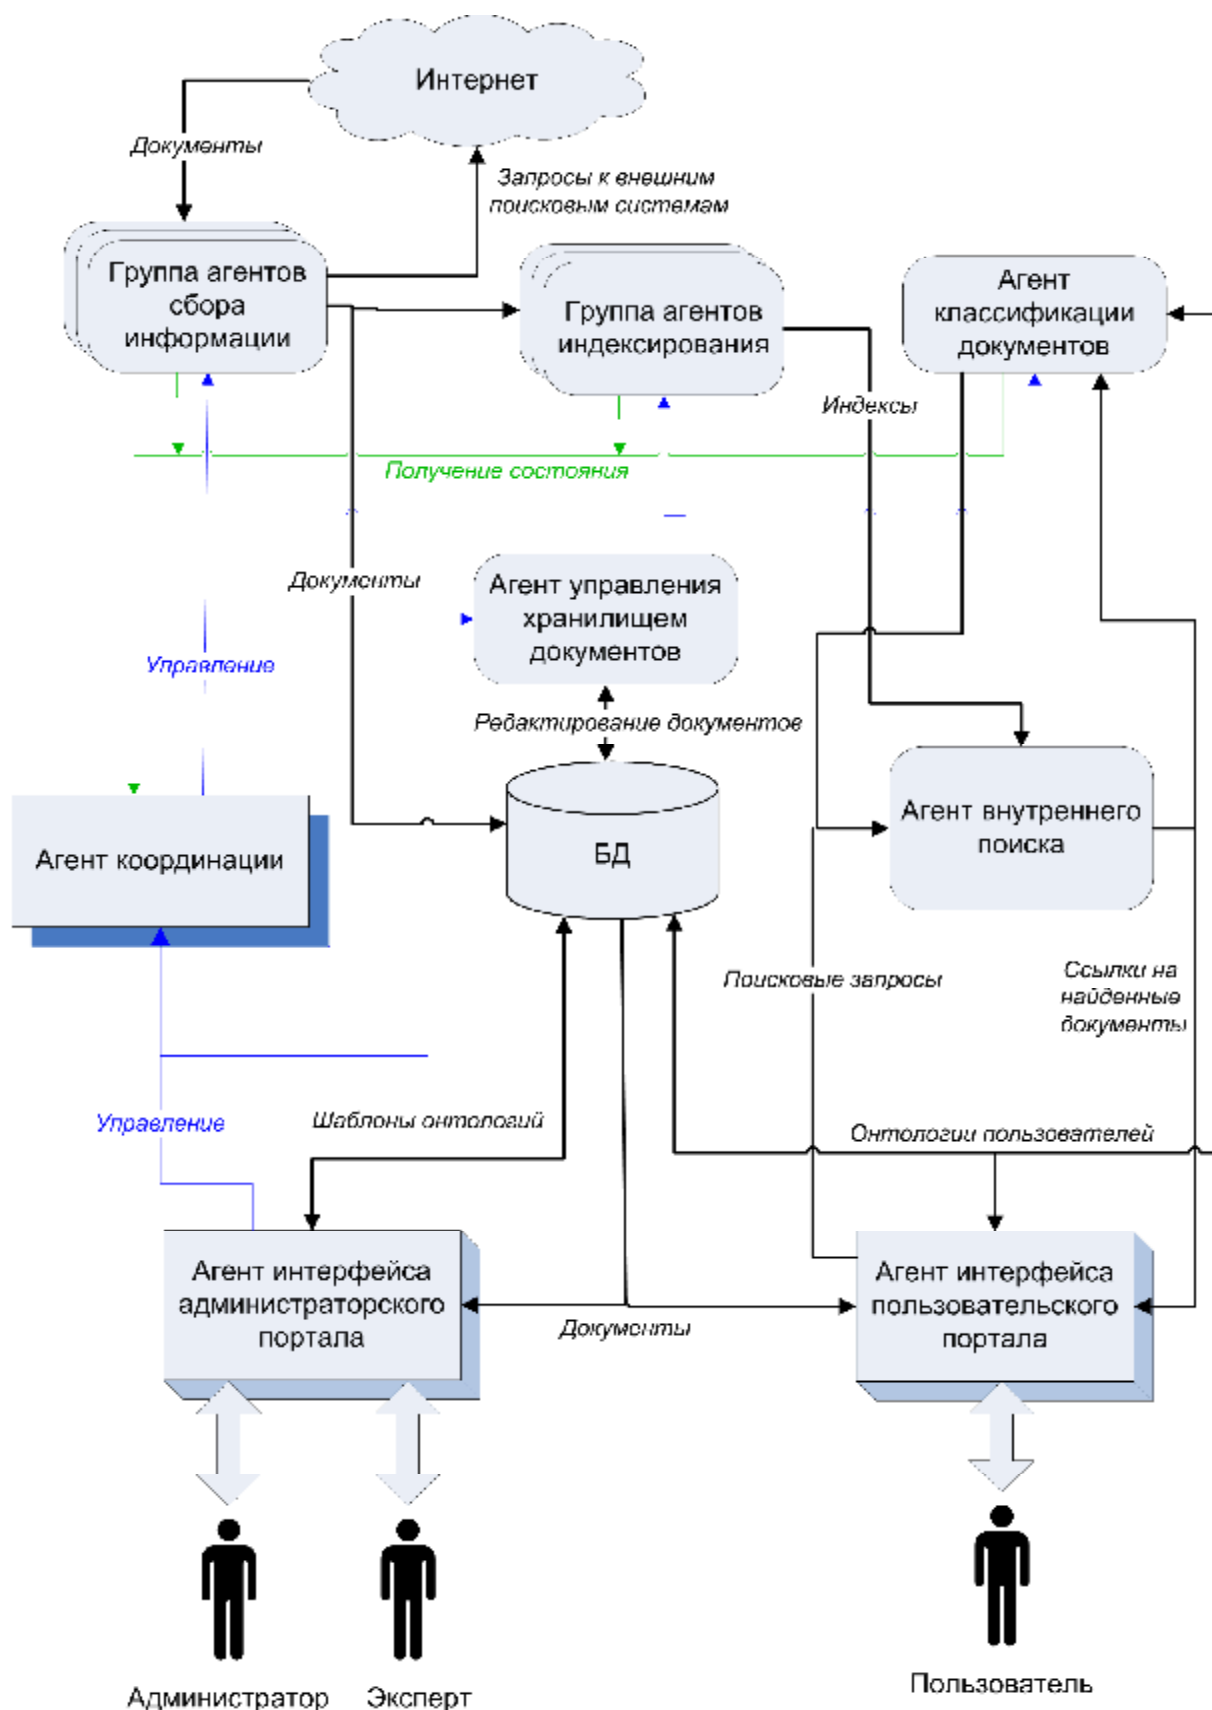 Интернет
Документы
Запросы к внешним
поисковым системам
Группа агентов
сбора
информации
Группа агентов
индексирования
Агент
классификации
документов
Индексы
Получение состояния
Документы
Агент управления
хранилищем
документов
Управление
Редактирование документов
Агент координации
БД
Агент внутреннего
поиска
Поисковые запросы
Ссылки на
найденные
документы
Управление
Шаблоны онтологий
Онтологии пользователей
Агент интерфейса
администраторского
портала
Документы
Агент интерфейса
пользовательского
портала
Администратор
Эксперт
Пользователь